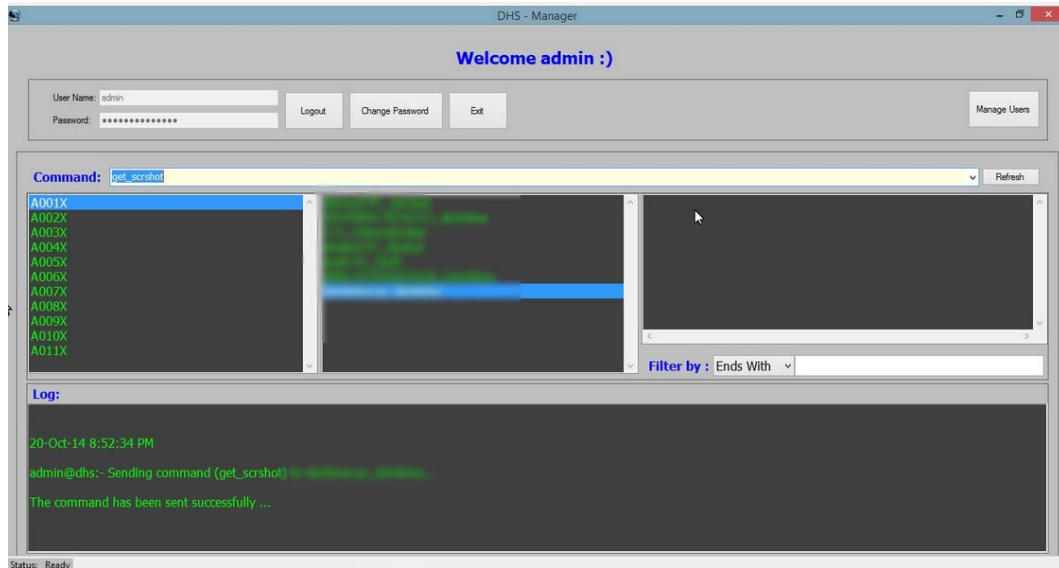 DHS - Manager
Welcome admin :)
User Name: admin
Password: ••••••••••••••
Logout
Change Password
Exit
Manage Users
Command: get_scrshot
Refresh
A001X
A002X
A003X
A004X
A005X
A006X
A007X
A008X
A009X
A010X
A011X
Filter by : Ends With
Log:
20-Oct-14 8:52:34 PM
admin@dhs:- Sending command (get_scrshot)
The command has been sent successfully ...
Status: Ready